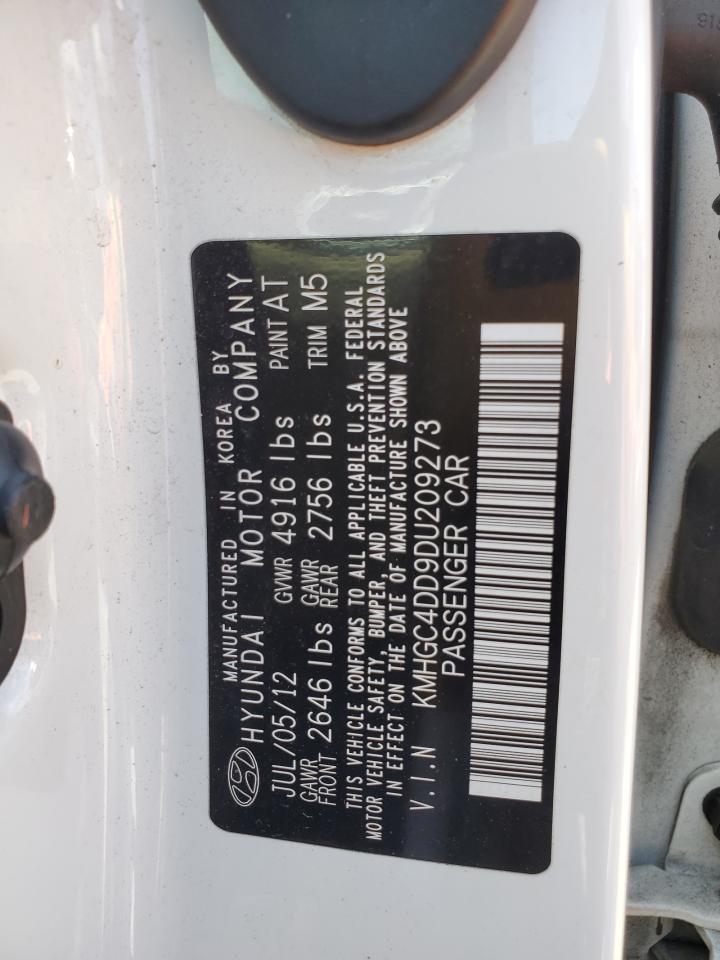 MANUFACTURED IN KOREA BY
HYUNDAI MOTOR COMPANY
JUL/05/12 GVWR 4916 lbs PAINT AT
GAWR FRONT 2646 lbs GAWR REAR 2756 lbs TRIM M5
THIS VEHICLE CONFORMS TO ALL APPLICABLE U.S.A. FEDERAL
MOTOR VEHICLE SAFETY, BUMPER, AND THEFT PREVENTION STANDARDS
IN EFFECT ON THE DATE OF MANUFACTURE SHOWN ABOVE
V.I.N KMHGC4DD9DU209273
PASSENGER CAR